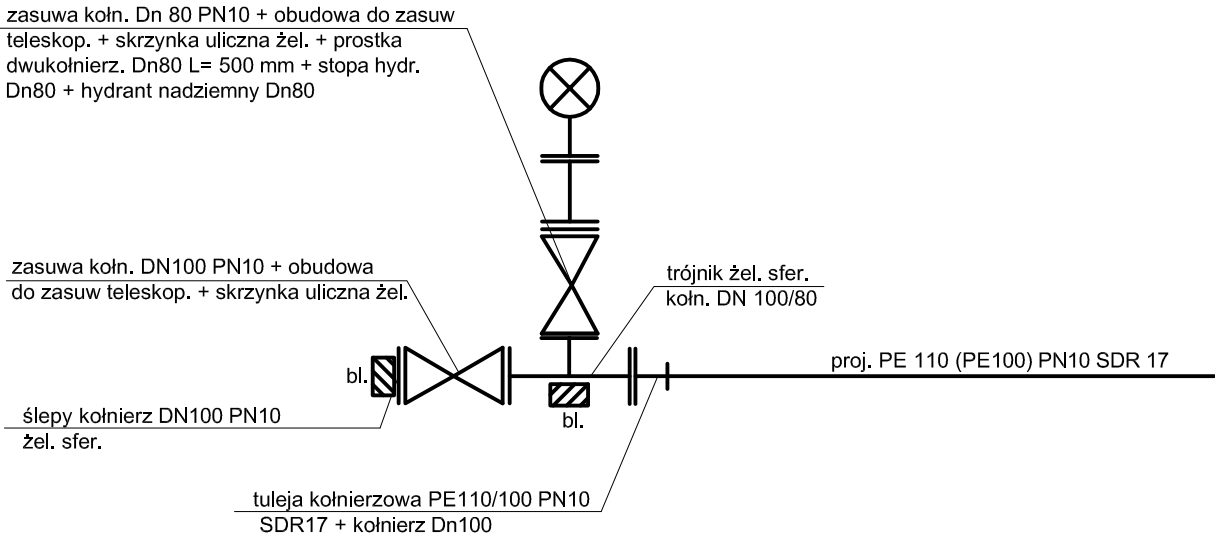 zasuwa kołn. Dn 80 PN10 + obudowa do zasuw
teleskop. + skrzynka uliczna żel. + prostka
dwukołnierz. Dn80 L= 500 mm + stopa hydr.
Dn80 + hydrant nadziemny Dn80
zasuwa kołn. DN100 PN10 + obudowa
do zasuw teleskop. + skrzynka uliczna żel.
trójnik żel. sfer.
kołn. DN 100/80
proj. PE 110 (PE100) PN10 SDR 17
bl.
bl.
ślepy kołnierz DN100 PN10
żel. sfer.
tuleja kołnierzowa PE110/100 PN10
SDR17 + kołnierz Dn100